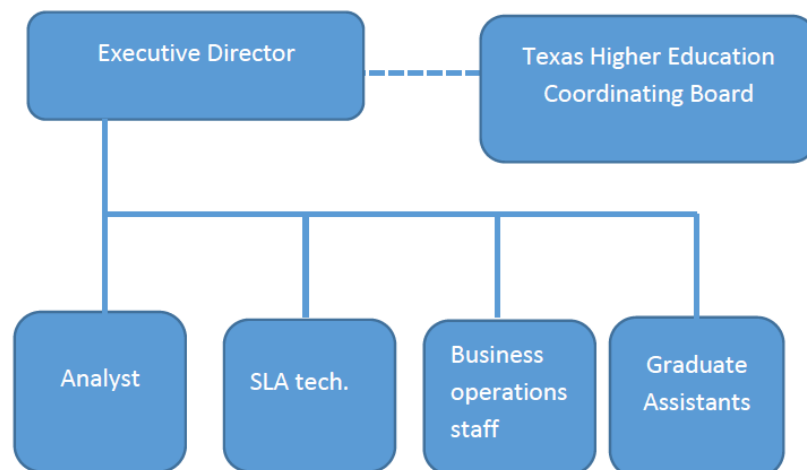 Executive Director
Texas Higher Education
Coordinating Board
Analyst
SLA tech.
Business
operations
staff
Graduate
Assistants